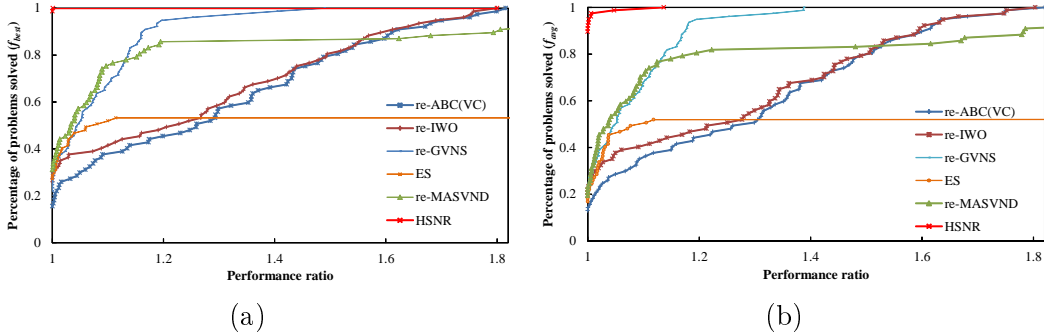 Percentage of problems solved (f_best)
1
0.8
0.6
0.4
0.2
0
1
1.2
1.4
1.6
1.8
Performance ratio
re-ABC(VC)
re-IWO
re-GVNS
ES
re-MASVND
HSNR
(a)
Percentage of problems solved (f_avg)
1
0.8
0.6
0.4
0.2
0
1
1.2
1.4
1.6
1.8
Performance ratio
re-ABC(VC)
re-IWO
re-GVNS
ES
re-MASVND
HSNR
(b)